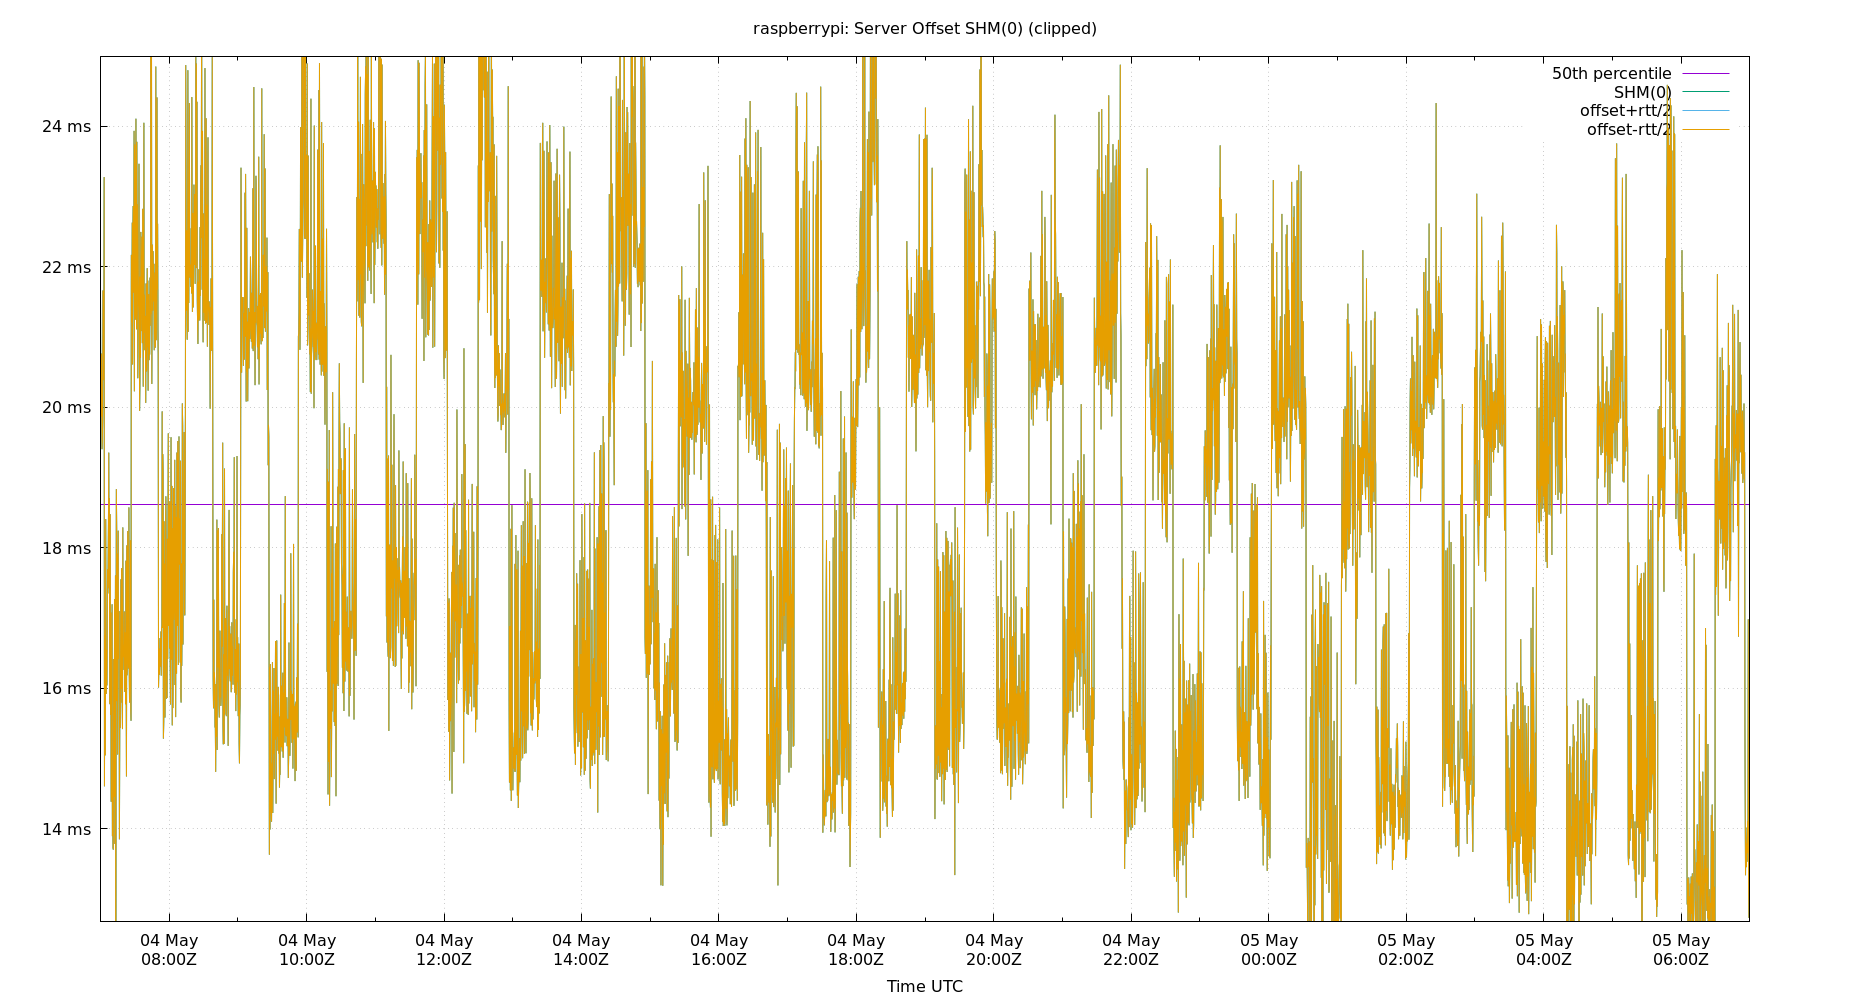 raspberrypi: Server Offset SHM(0) (clipped)
50th percentile
SHM(0)
offset+rtt/2
offset-rtt/2
24 ms
22 ms
20 ms
18 ms
16 ms
14 ms
04 May 04 May 04 May 04 May 04 May 04 May 04 May 04 May 05 May 05 May 05 May 05 May
08:00Z 10:00Z 12:00Z 14:00Z 16:00Z 18:00Z 20:00Z 22:00Z 00:00Z 02:00Z 04:00Z 06:00Z
Time UTC